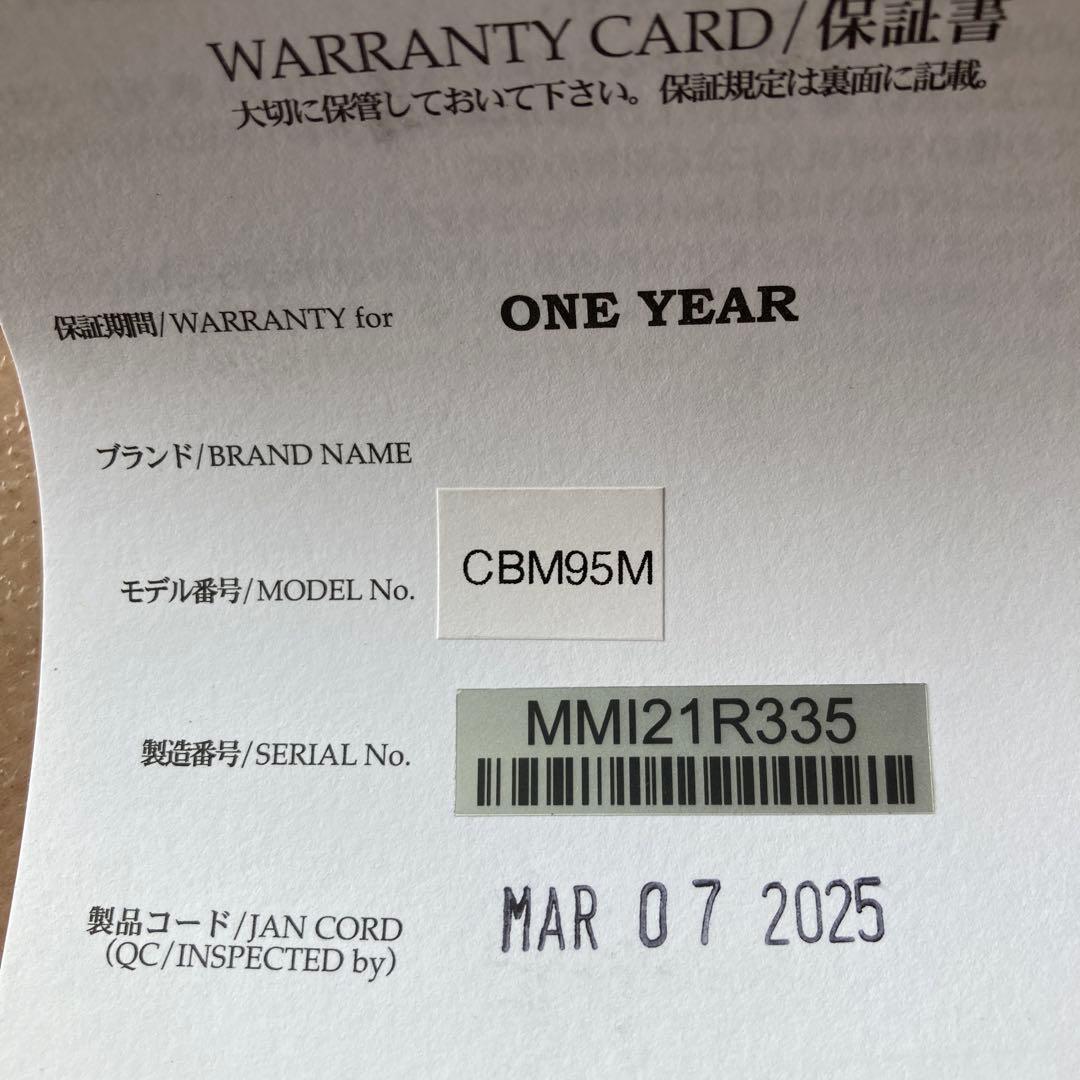 WARRANTY CARD/保証書
大切に保管しておいて下さい。保証規定は裏面に記載。
保証期間/WARRANTY for ONE YEAR
ブランド/BRAND NAME
モデル番号/MODEL No. CBM95M
製造番号/SERIAL No. MMI21R335
製品コード/JAN CORD MAR 07 2025
(QC/INSPECTED by)